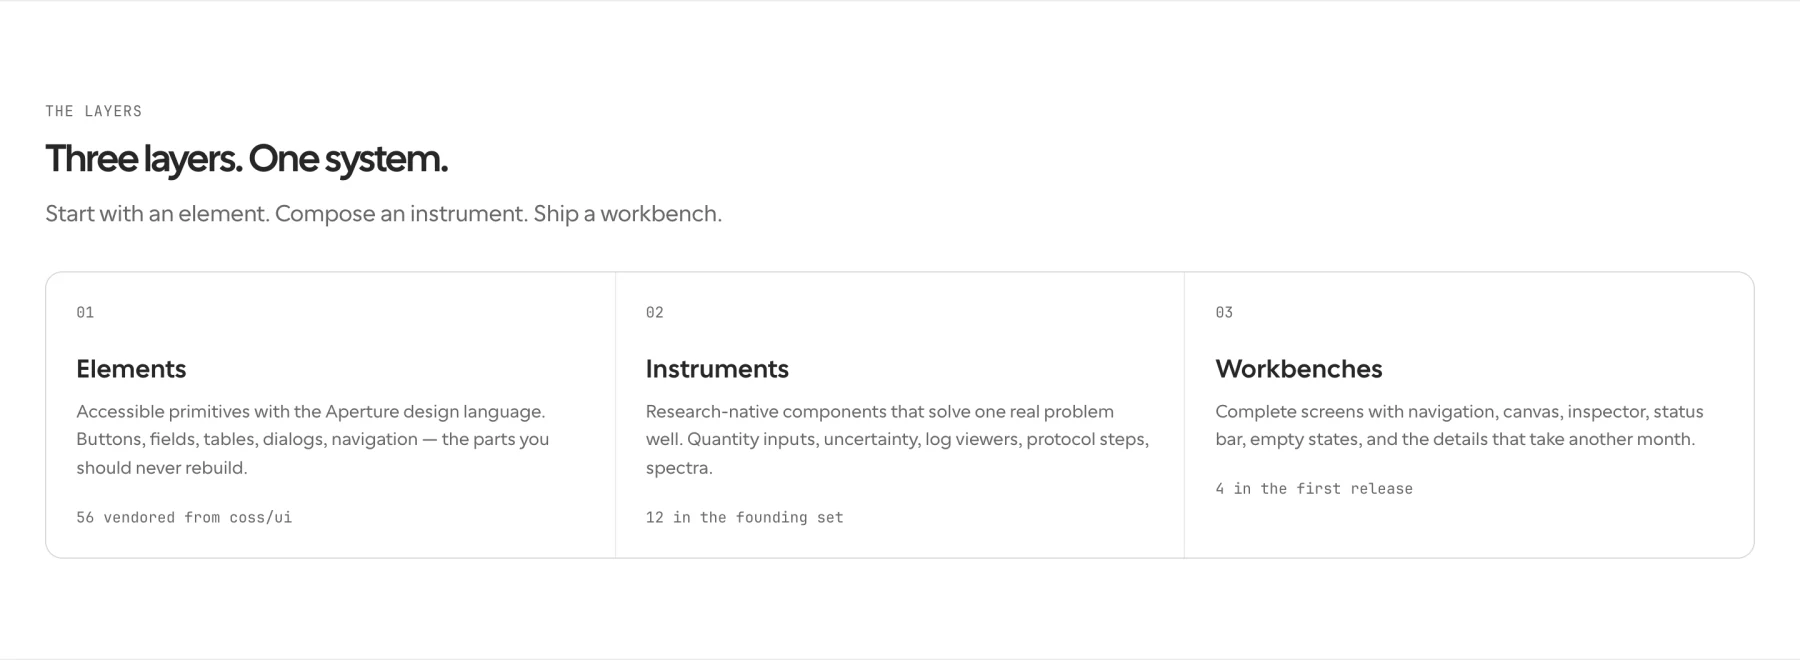 THE LAYERS
Three layers. One system.
Start with an element. Compose an instrument. Ship a workbench.
01
Elements
Accessible primitives with the Aperture design language.
Buttons, fields, tables, dialogs, navigation — the parts you
should never rebuild.
56 vendored from coss/ui
02
Instruments
Research-native components that solve one real problem
well. Quantity inputs, uncertainty, log viewers, protocol steps,
spectra.
12 in the founding set
03
Workbenches
Complete screens with navigation, canvas, inspector, status
bar, empty states, and the details that take another month.
4 in the first release